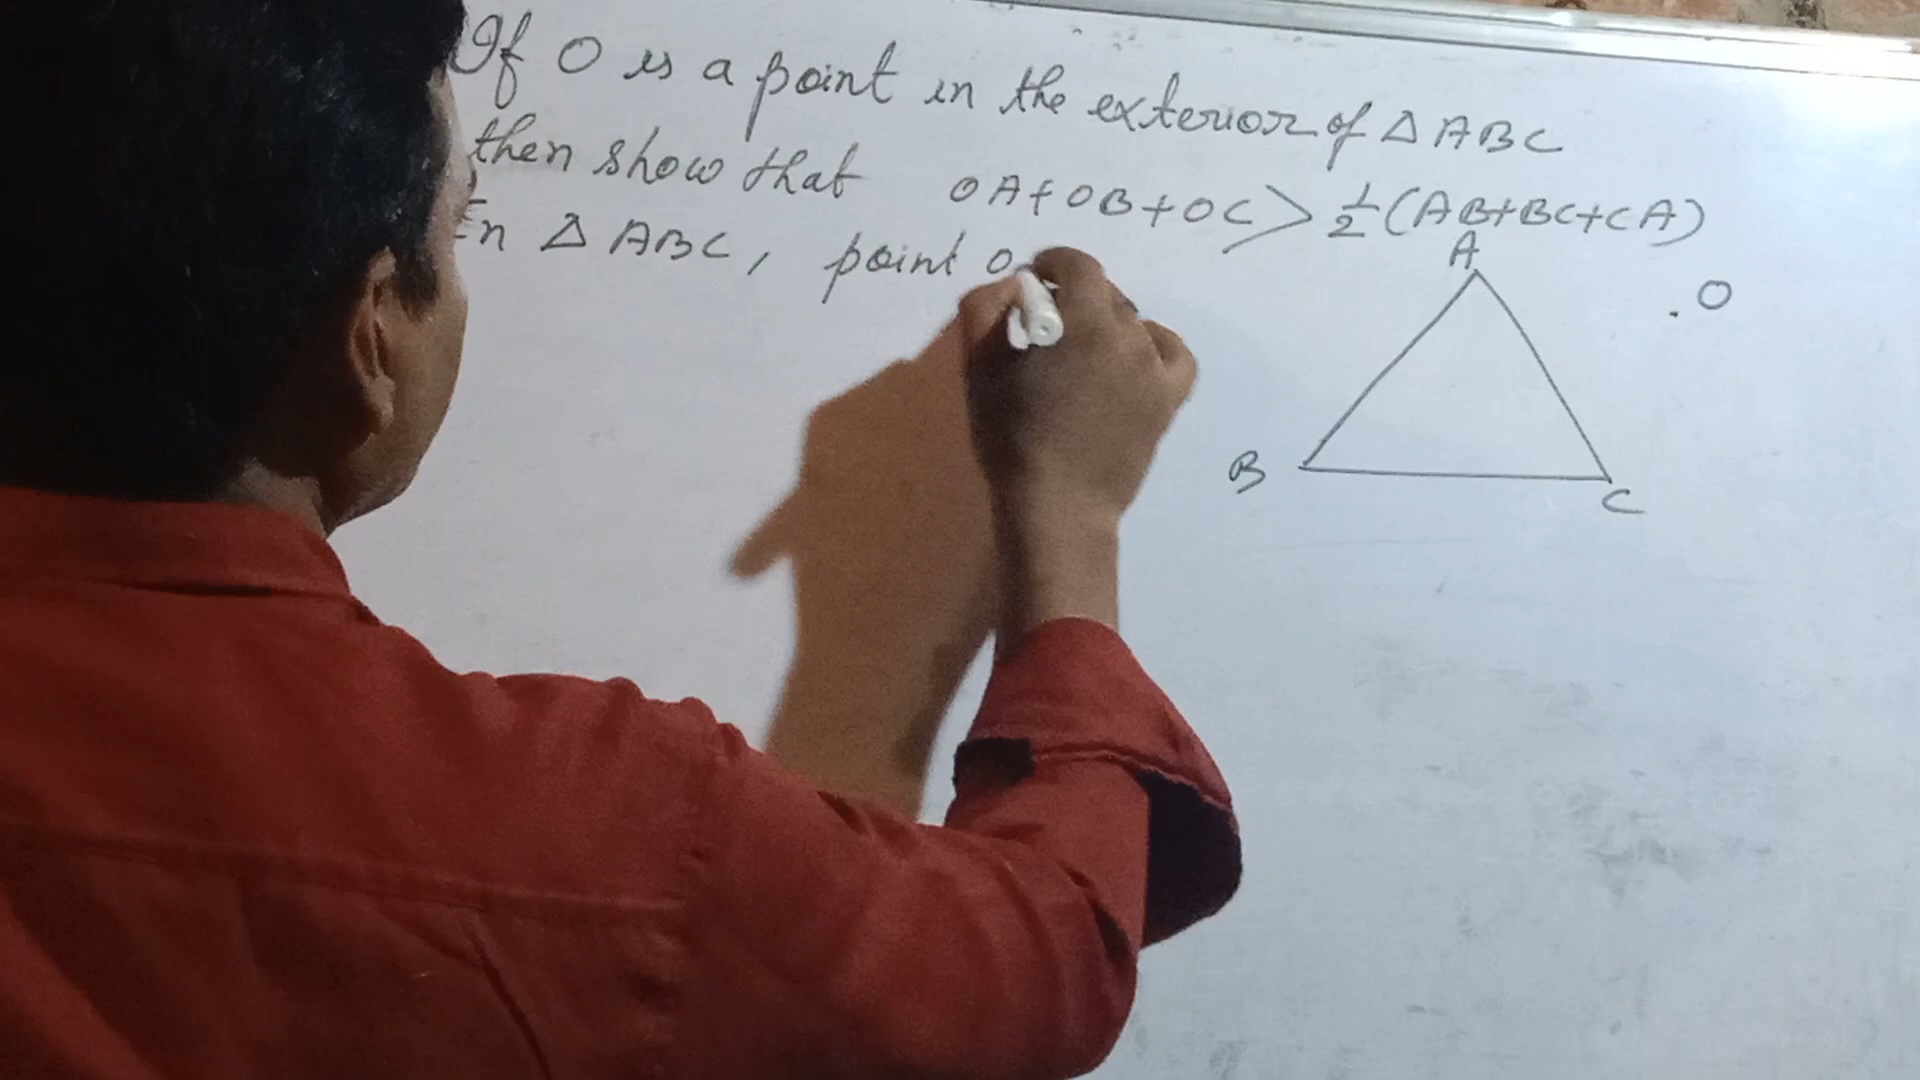 If O is a point in the exterior of △ ABC
then show that OA+OB+OC > 1/2 (AB+BC+CA)
In △ ABC, point O
A
. O
B
C